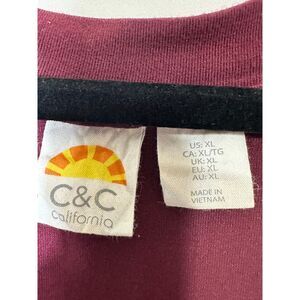 C&C
California
US: XL
CA: XL/TG
UK: XL
EU: XL
AU: XL
MADE IN
VIETNAM